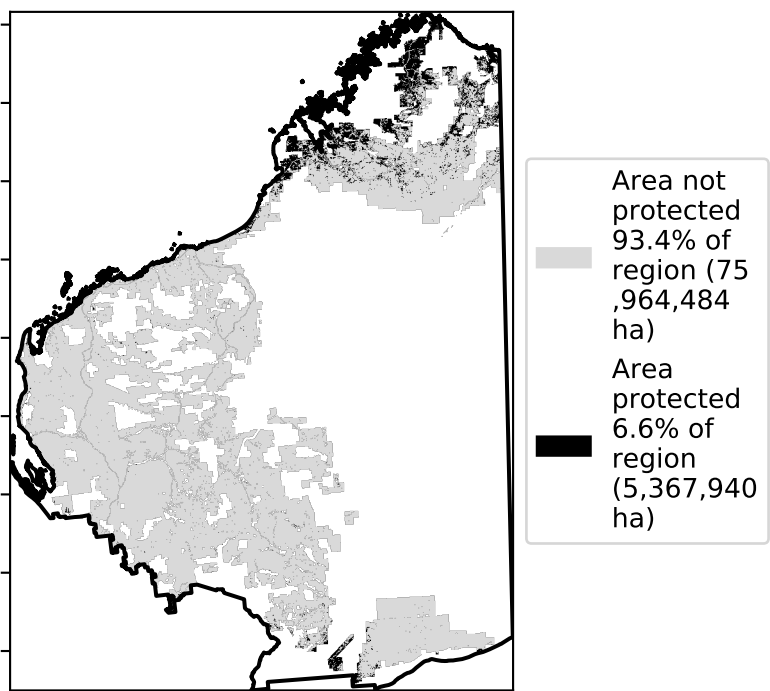 Area not
protected
93.4% of
region (75
,964,484
ha)
Area
protected
6.6% of
region
(5,367,940
ha)